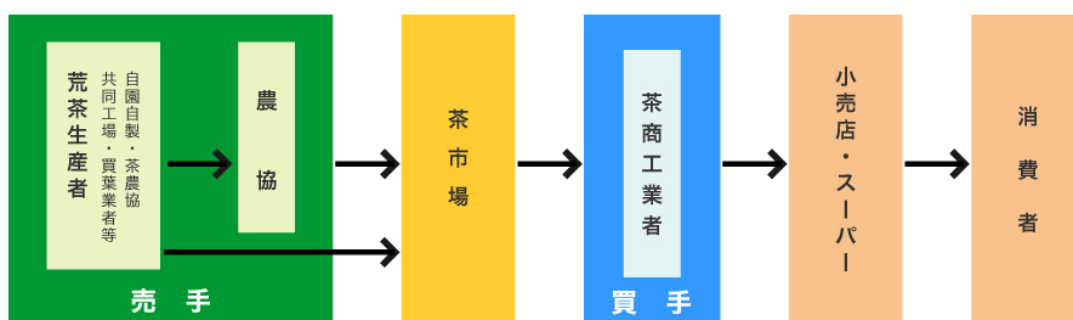 荒茶生産者
自園自製・茶農協
共同工場・買葉業者等
農協
売手
茶市場
茶商工業者
買手
小売店・スーパー
消費者